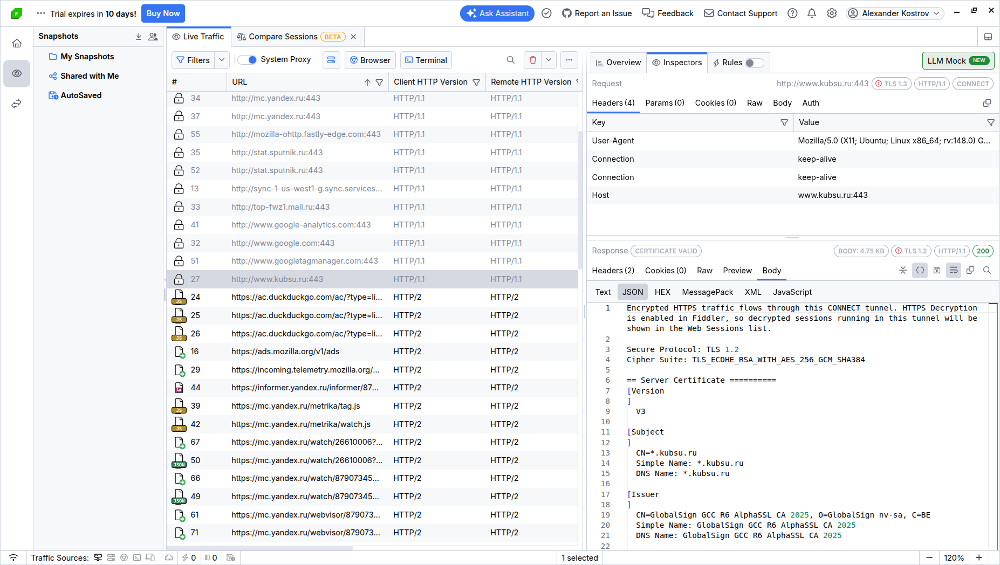 Trial expires in 10 days!
Buy Now
Ask Assistant
Report an Issue
Feedback
Contact Support
Alexander Kostrov
Snapshots
My Snapshots
Shared with Me
AutoSaved
Live Traffic
Compare Sessions BETA
Filters
System Proxy
Browser
Terminal
# URL Client HTTP Version Remote HTTP Version
34 http://mc.yandex.ru:443 HTTP/1.1 HTTP/1.1
37 http://mc.yandex.ru:443 HTTP/1.1 HTTP/1.1
55 http://mozilla-ohttp.fastly-edge.com:443 HTTP/1.1 HTTP/1.1
35 http://stat.sputnik.ru:443 HTTP/1.1 HTTP/1.1
52 http://stat.sputnik.ru:443 HTTP/1.1 HTTP/1.1
13 http://sync-1-us-west1-g.sync.services... HTTP/1.1 HTTP/1.1
33 http://top-fwz1.mail.ru:443 HTTP/1.1 HTTP/1.1
41 http://www.google-analytics.com:443 HTTP/1.1 HTTP/1.1
32 http://www.google.com:443 HTTP/1.1 HTTP/1.1
51 http://www.googletagmanager.com:443 HTTP/1.1 HTTP/1.1
27 http://www.kubsu.ru:443 HTTP/1.1 HTTP/1.1
JS 24 https://ac.duckduckgo.com/ac/?type=li... HTTP/2 HTTP/2
JS 25 https://ac.duckduckgo.com/ac/?type=li... HTTP/2 HTTP/2
JS 26 https://ac.duckduckgo.com/ac/?type=li... HTTP/2 HTTP/2
16 https://ads.mozilla.org/v1/ads HTTP/2 HTTP/2
29 https://incoming.telemetry.mozilla.org/... HTTP/2 HTTP/2
44 https://informer.yandex.ru/informer/87... HTTP/2 HTTP/2
JS 39 https://mc.yandex.ru/metrika/tag.js HTTP/2 HTTP/2
JS 42 https://mc.yandex.ru/metrika/watch.js HTTP/2 HTTP/2
67 https://mc.yandex.ru/watch/26610006?... HTTP/2 HTTP/2
JSON 50 https://mc.yandex.ru/watch/26610006?... HTTP/2 HTTP/2
66 https://mc.yandex.ru/watch/87907345... HTTP/2 HTTP/2
JSON 49 https://mc.yandex.ru/watch/87907345... HTTP/2 HTTP/2
61 https://mc.yandex.ru/webvisor/879073... HTTP/2 HTTP/2
71 https://mc.yandex.ru/webvisor/879073... HTTP/2 HTTP/2
Overview
Inspectors
Rules
LLM Mock NEW
Request http://www.kubsu.ru:443 TLS 1.3 HTTP/1.1 CONNECT
Headers (4) Params (0) Cookies (0) Raw Body Auth
Key Value
User-Agent Mozilla/5.0 (X11; Ubuntu; Linux x86_64; rv:148.0) G...
Connection keep-alive
Connection keep-alive
Host www.kubsu.ru:443
Response CERTIFICATE VALID BODY: 4.75 KB TLS 1.2 HTTP/1.1 200
Headers (2) Cookies (0) Raw Preview Body
Text JSON HEX MessagePack XML JavaScript
1 Encrypted HTTPS traffic flows through this CONNECT tunnel. HTTPS Decryption
is enabled in Fiddler, so decrypted sessions running in this tunnel will be
shown in the Web Sessions list.
2
3 Secure Protocol: TLS 1.2
4 Cipher Suite: TLS_ECDHE_RSA_WITH_AES_256_GCM_SHA384
5
6 == Server Certificate ==========
7 [Version
8 ]
9 V3
10
11 [Subject
12 ]
13 CN=*.kubsu.ru
14 Simple Name: *.kubsu.ru
15 DNS Name: *.kubsu.ru
16
17 [Issuer
18 ]
19 CN=GlobalSign GCC R6 AlphaSSL CA 2025, O=GlobalSign nv-sa, C=BE
20 Simple Name: GlobalSign GCC R6 AlphaSSL CA 2025
21 DNS Name: GlobalSign GCC R6 AlphaSSL CA 2025
22
Traffic Sources: 0 0 1 selected 120%